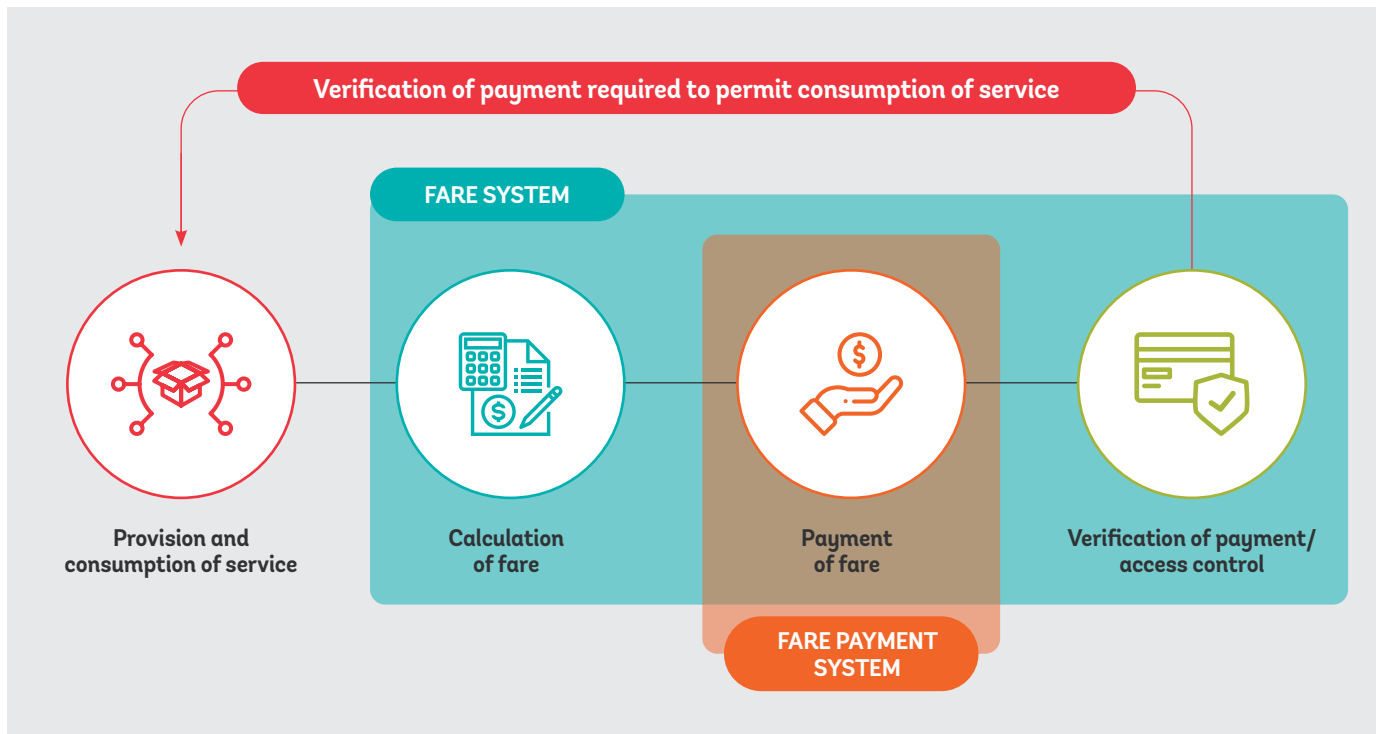 Verification of payment required to permit consumption of service
FARE SYSTEM
$
$
Provision and
consumption of service
Calculation
of fare
Payment
of fare
Verification of payment/
access control
FARE PAYMENT
SYSTEM